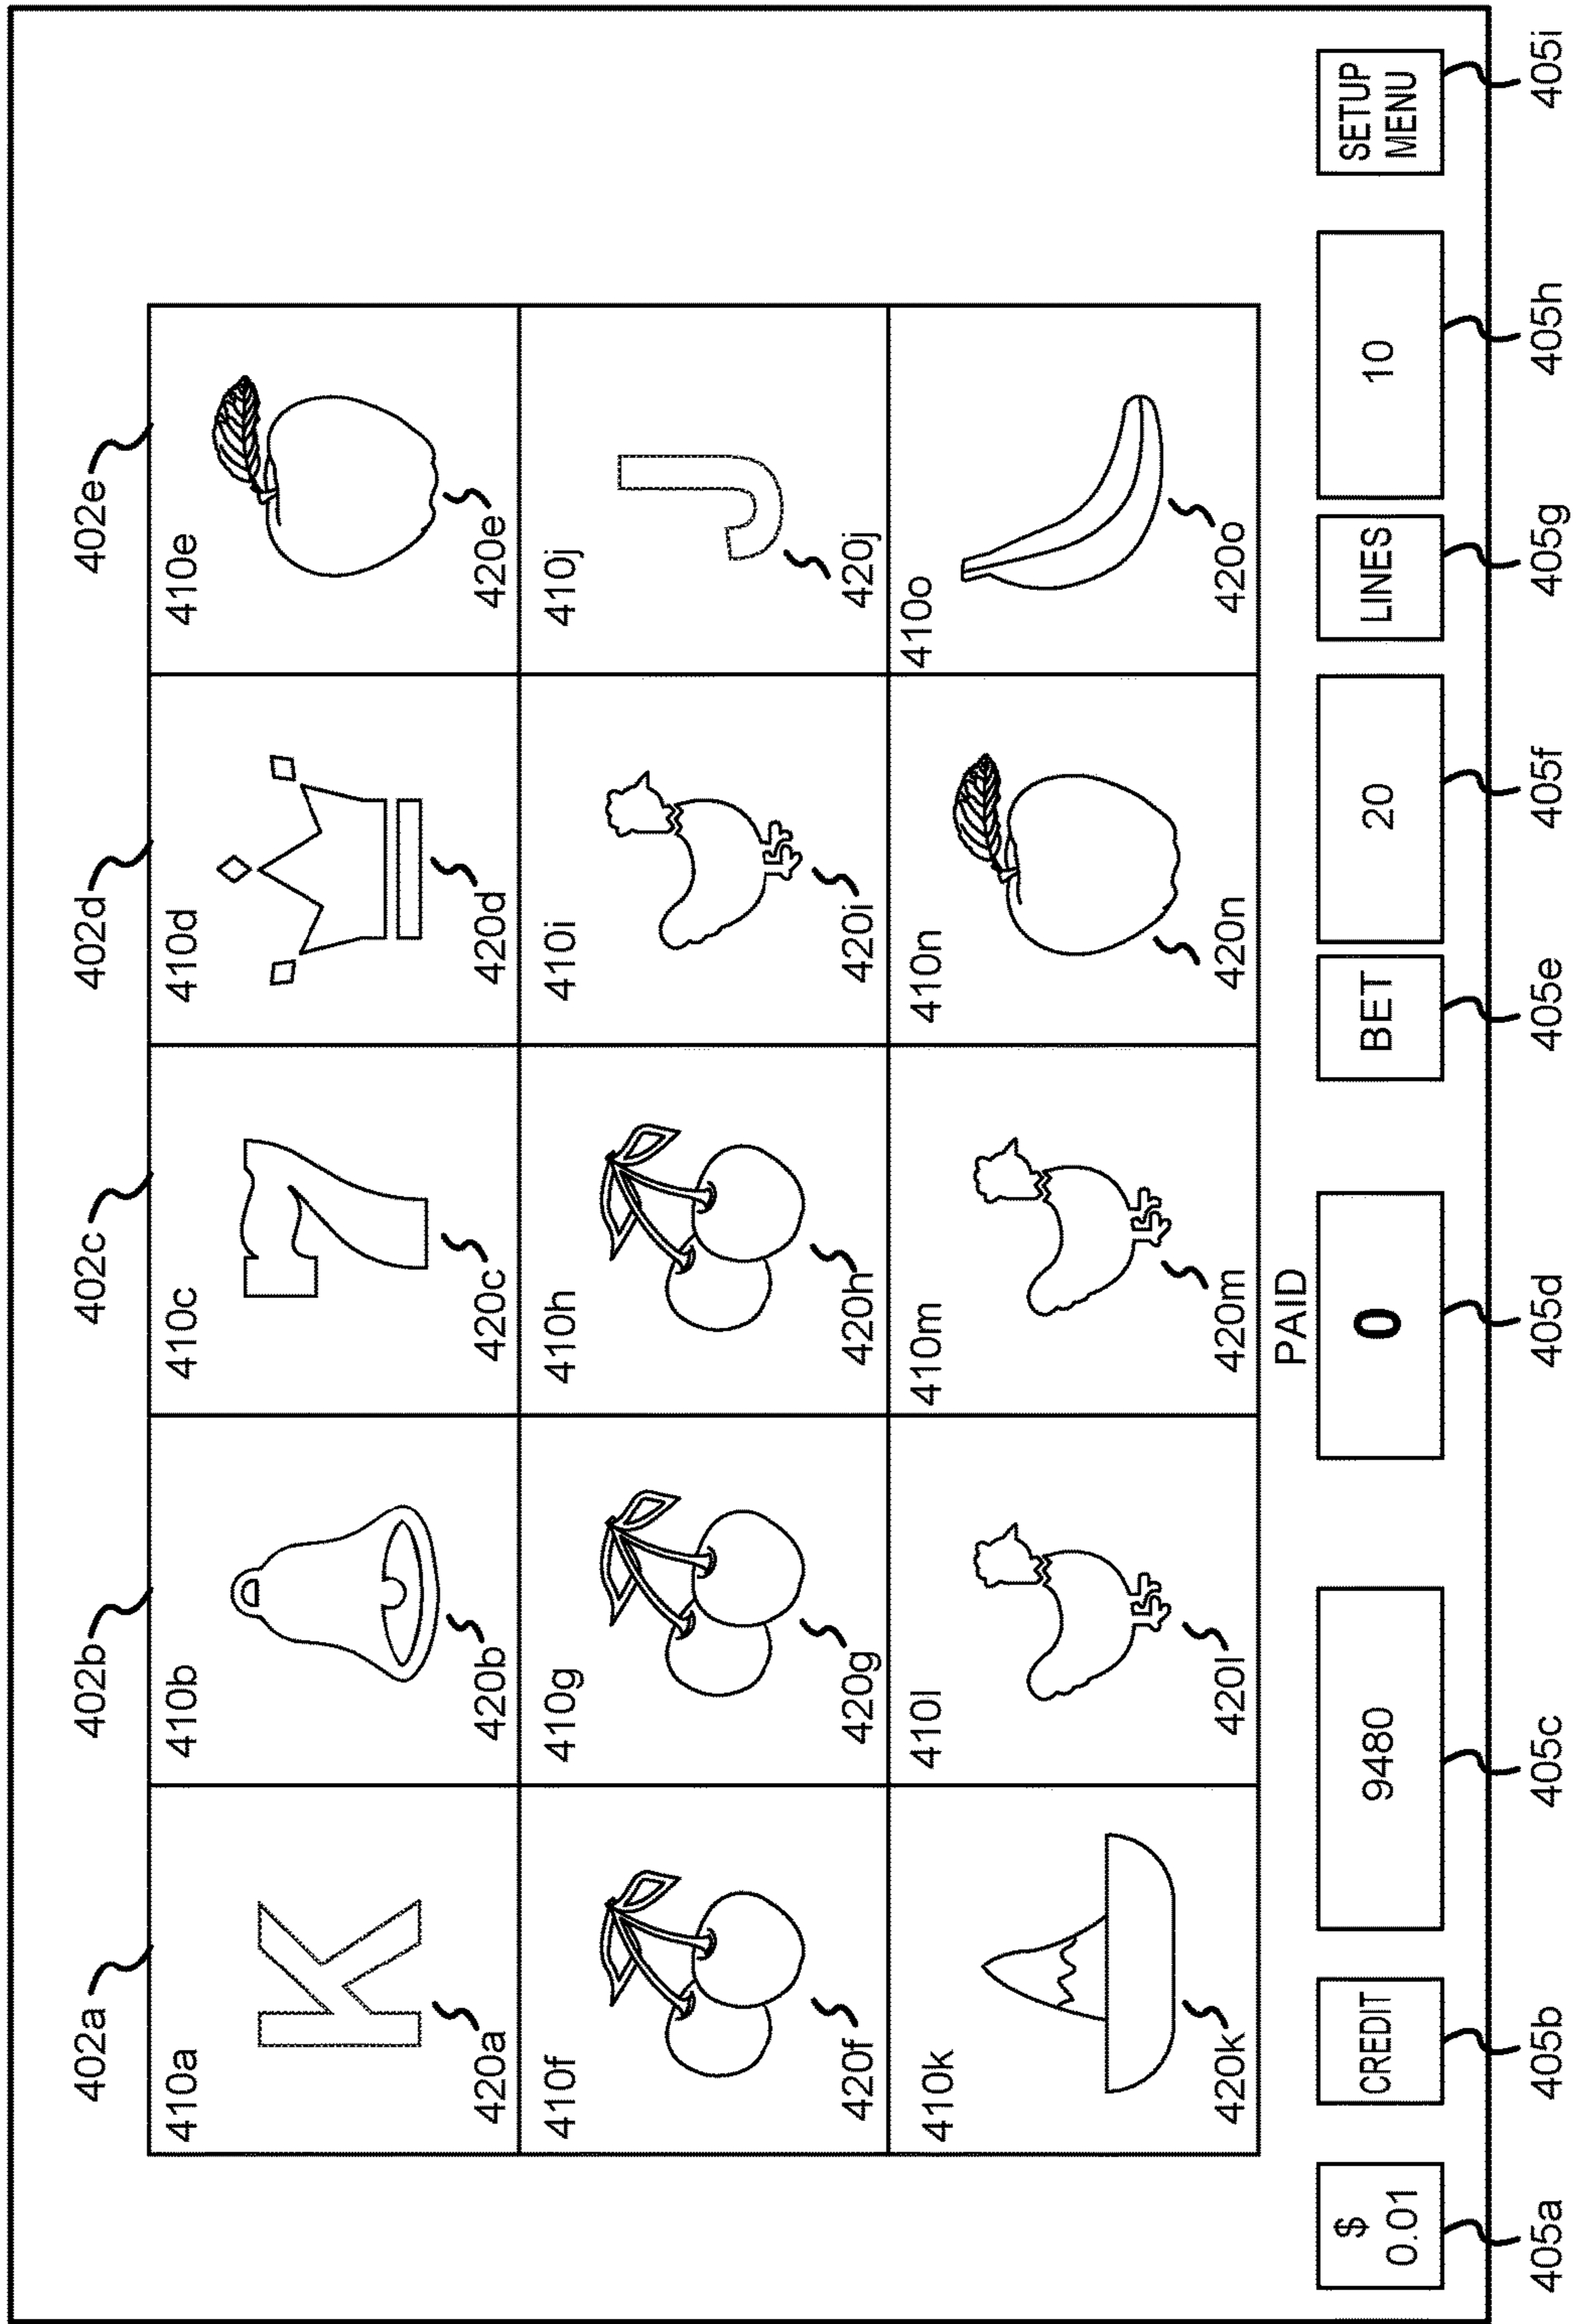 402a 402b 402c 402d 402e
410a 410b 410c 410d 410e
K 7
420a 420b 420c 420d 420e
410f 410g 410h 410i 410j
J
420f 420g 420h 420i 420j
410k 410l 410m 410n 410o
420k 420l 420m 420n 420o
PAID
$ 0.01
CREDIT
9480
0
BET
20
LINES
10
SETUP
MENU
405a 405b 405c 405d 405e 405f 405g 405h 405i